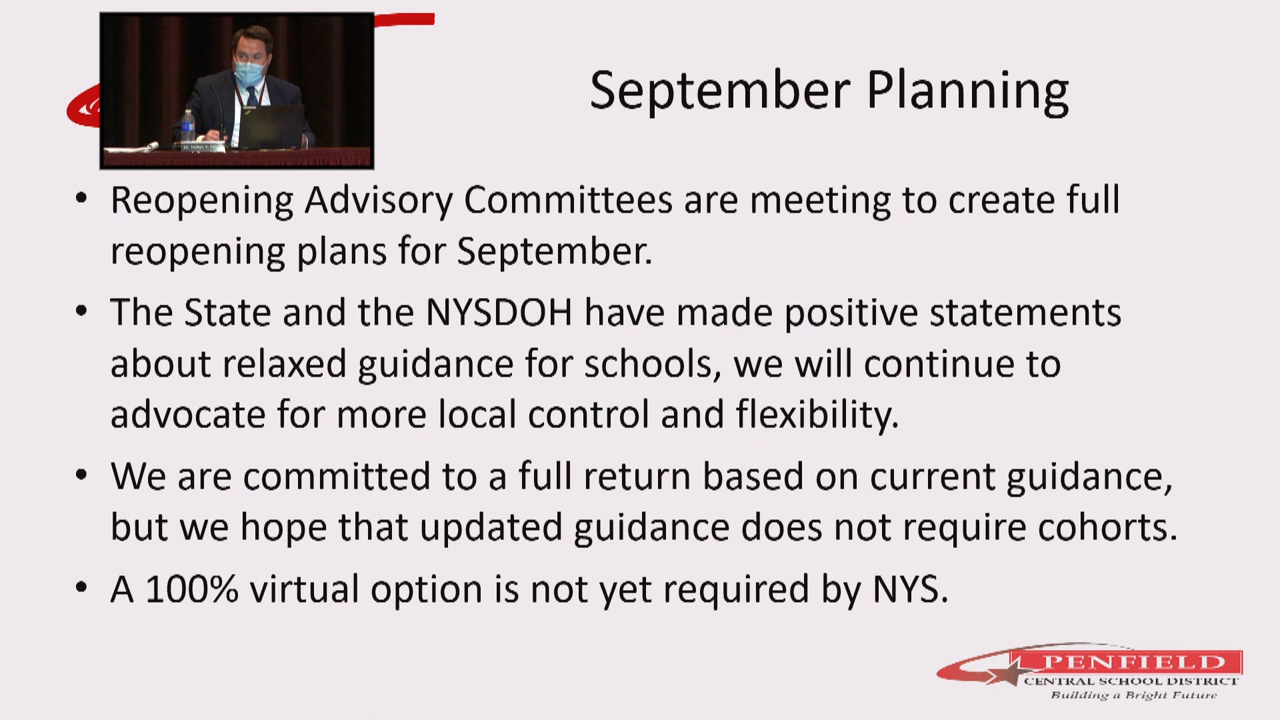 September Planning
• Reopening Advisory Committees are meeting to create full
reopening plans for September.
• The State and the NYSDOH have made positive statements
about relaxed guidance for schools, we will continue to
advocate for more local control and flexibility.
• We are committed to a full return based on current guidance,
but we hope that updated guidance does not require cohorts.
• A 100% virtual option is not yet required by NYS.
PENFIELD
CENTRAL SCHOOL DISTRICT
Building a Bright Future